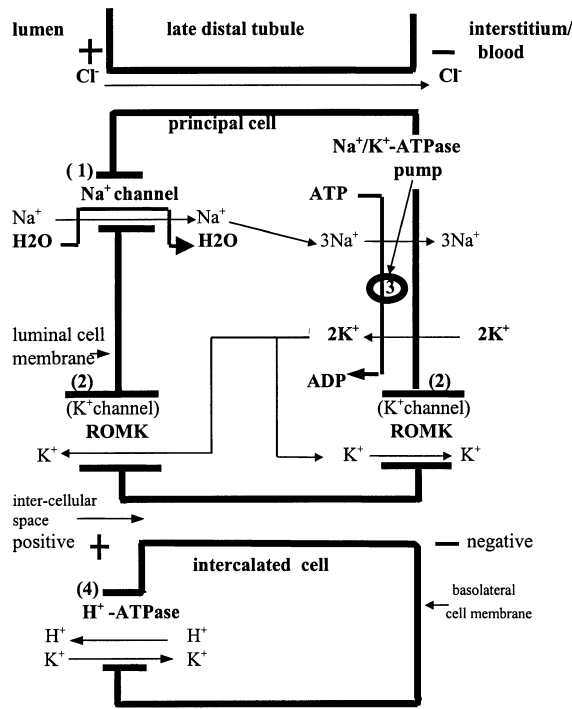 lumen late distal tubule interstitium/
+ − blood
Cl⁻ Cl⁻
principal cell
Na⁺/K⁺-ATPase
(1) pump
Na⁺ channel ATP
Na⁺ Na⁺
H2O H2O 3Na⁺ 3Na⁺
3
luminal cell 2K⁺ 2K⁺
membrane
(2) ADP (2)
(K⁺channel) (K⁺channel)
ROMK ROMK
K⁺ K⁺ K⁺
inter-cellular
space
positive + − negative
intercalated cell
(4) basolateral
H⁺ -ATPase cell membrane
H⁺ H⁺
K⁺ K⁺